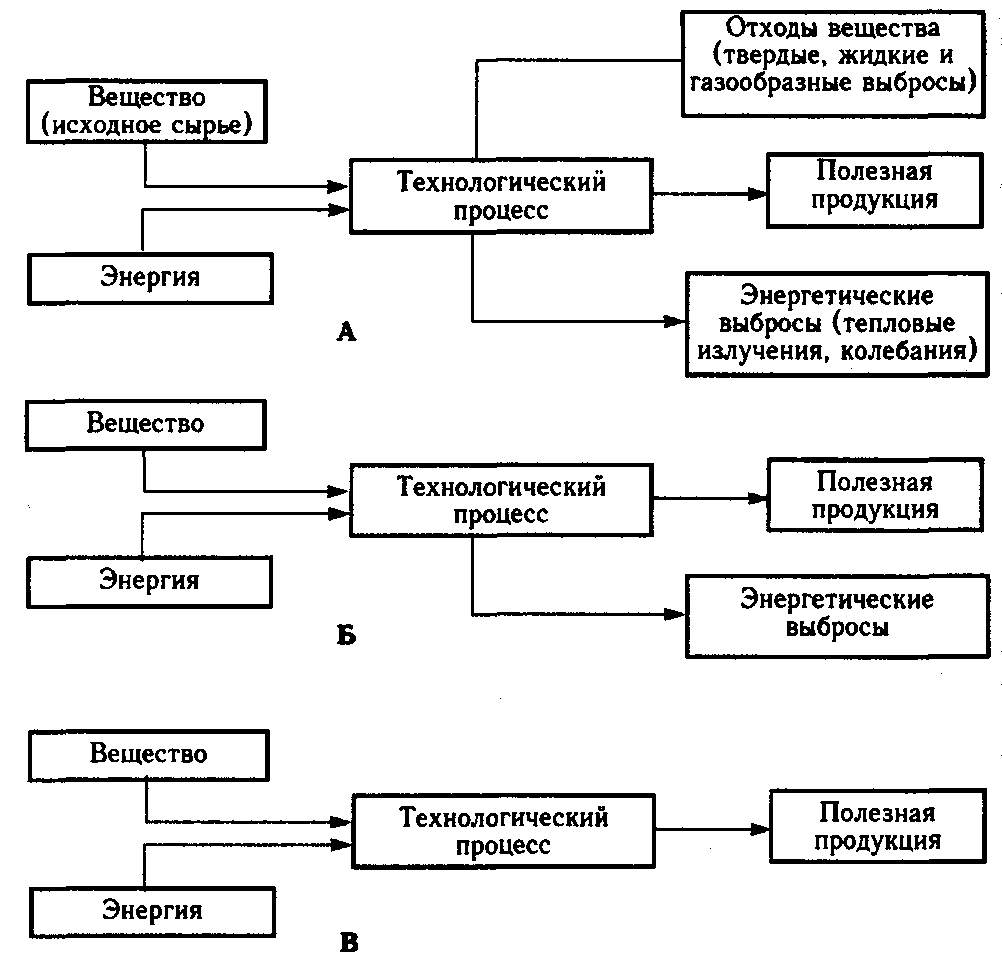 Отходы вещества
(твердые, жидкие и
газообразные выбросы)
Вещество
(исходное сырье)
Технологический
процесс
Полезная
продукция
Энергия
Энергетические
выбросы (тепловые
излучения, колебания)
А
Вещество
Технологический
процесс
Полезная
продукция
Энергия
Энергетические
выбросы
Б
Вещество
Технологический
процесс
Полезная
продукция
Энергия
В